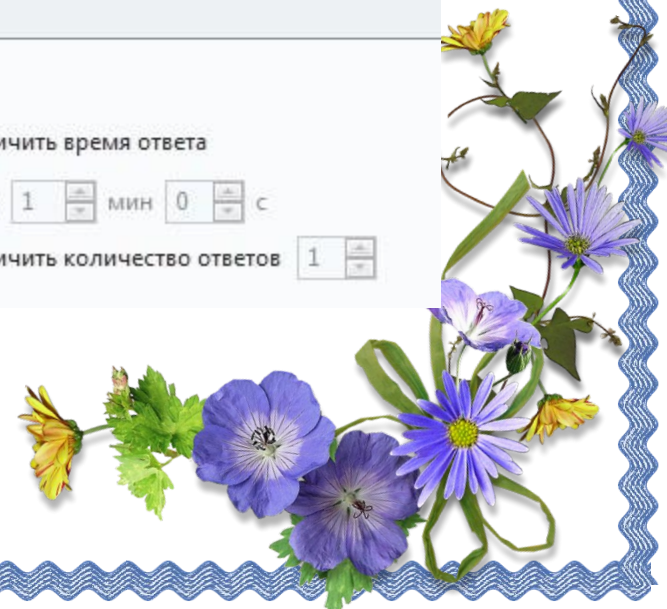 ичить время ответа
1 мин 0 с
ичить количество ответов 1